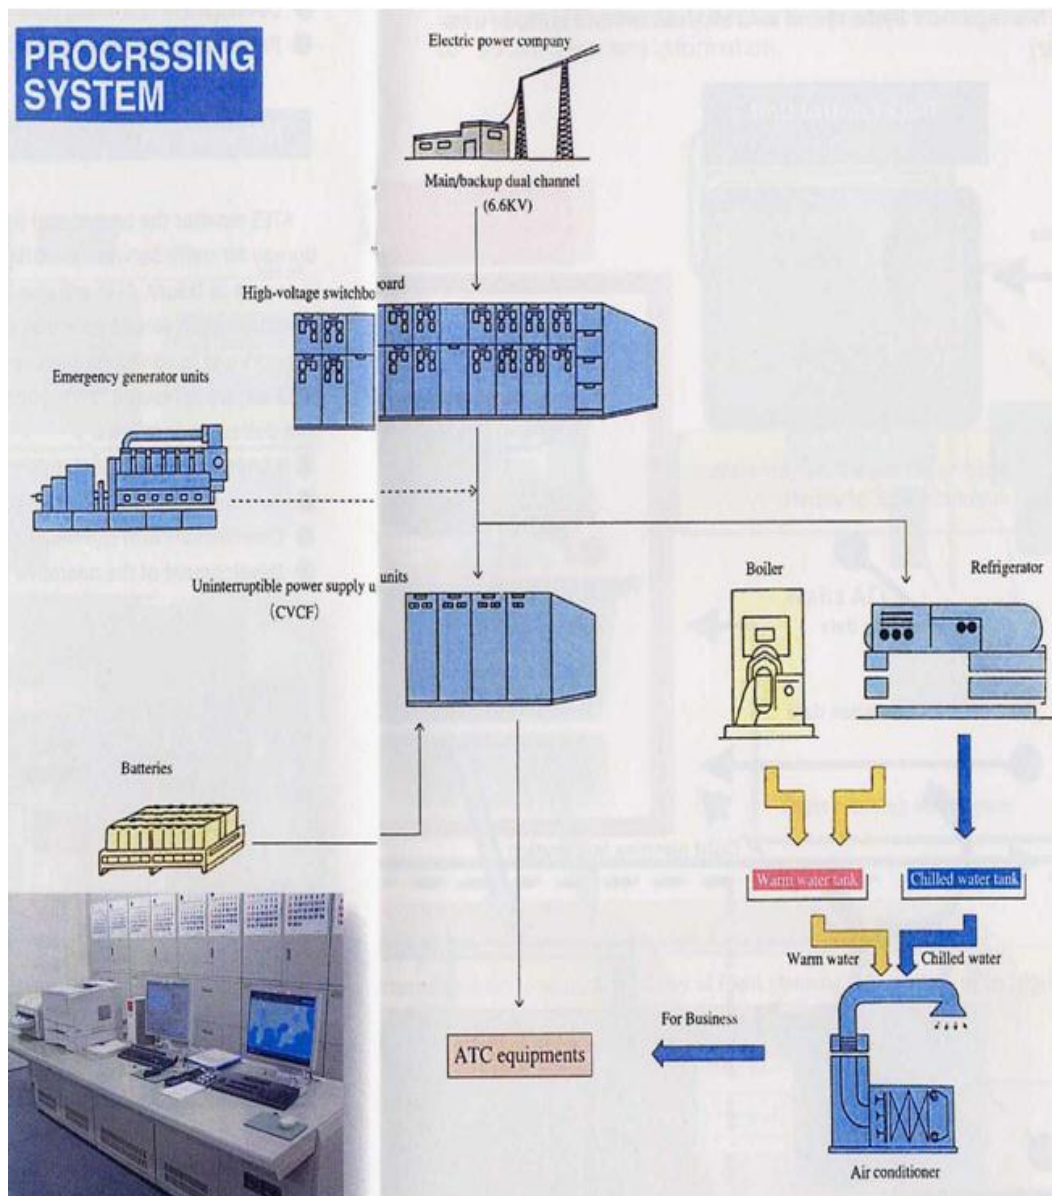 PROCRSSING
SYSTEM
Electric power company
Main/backup dual channel
(6.6KV)
High-voltage switchboard
Emergency generator units
Uninterruptible power supply units
(CVCF)
Boiler
Refrigerator
Batteries
Warm water tank
Chilled water tank
Warm water
Chilled water
For Business
ATC equipments
Air conditioner